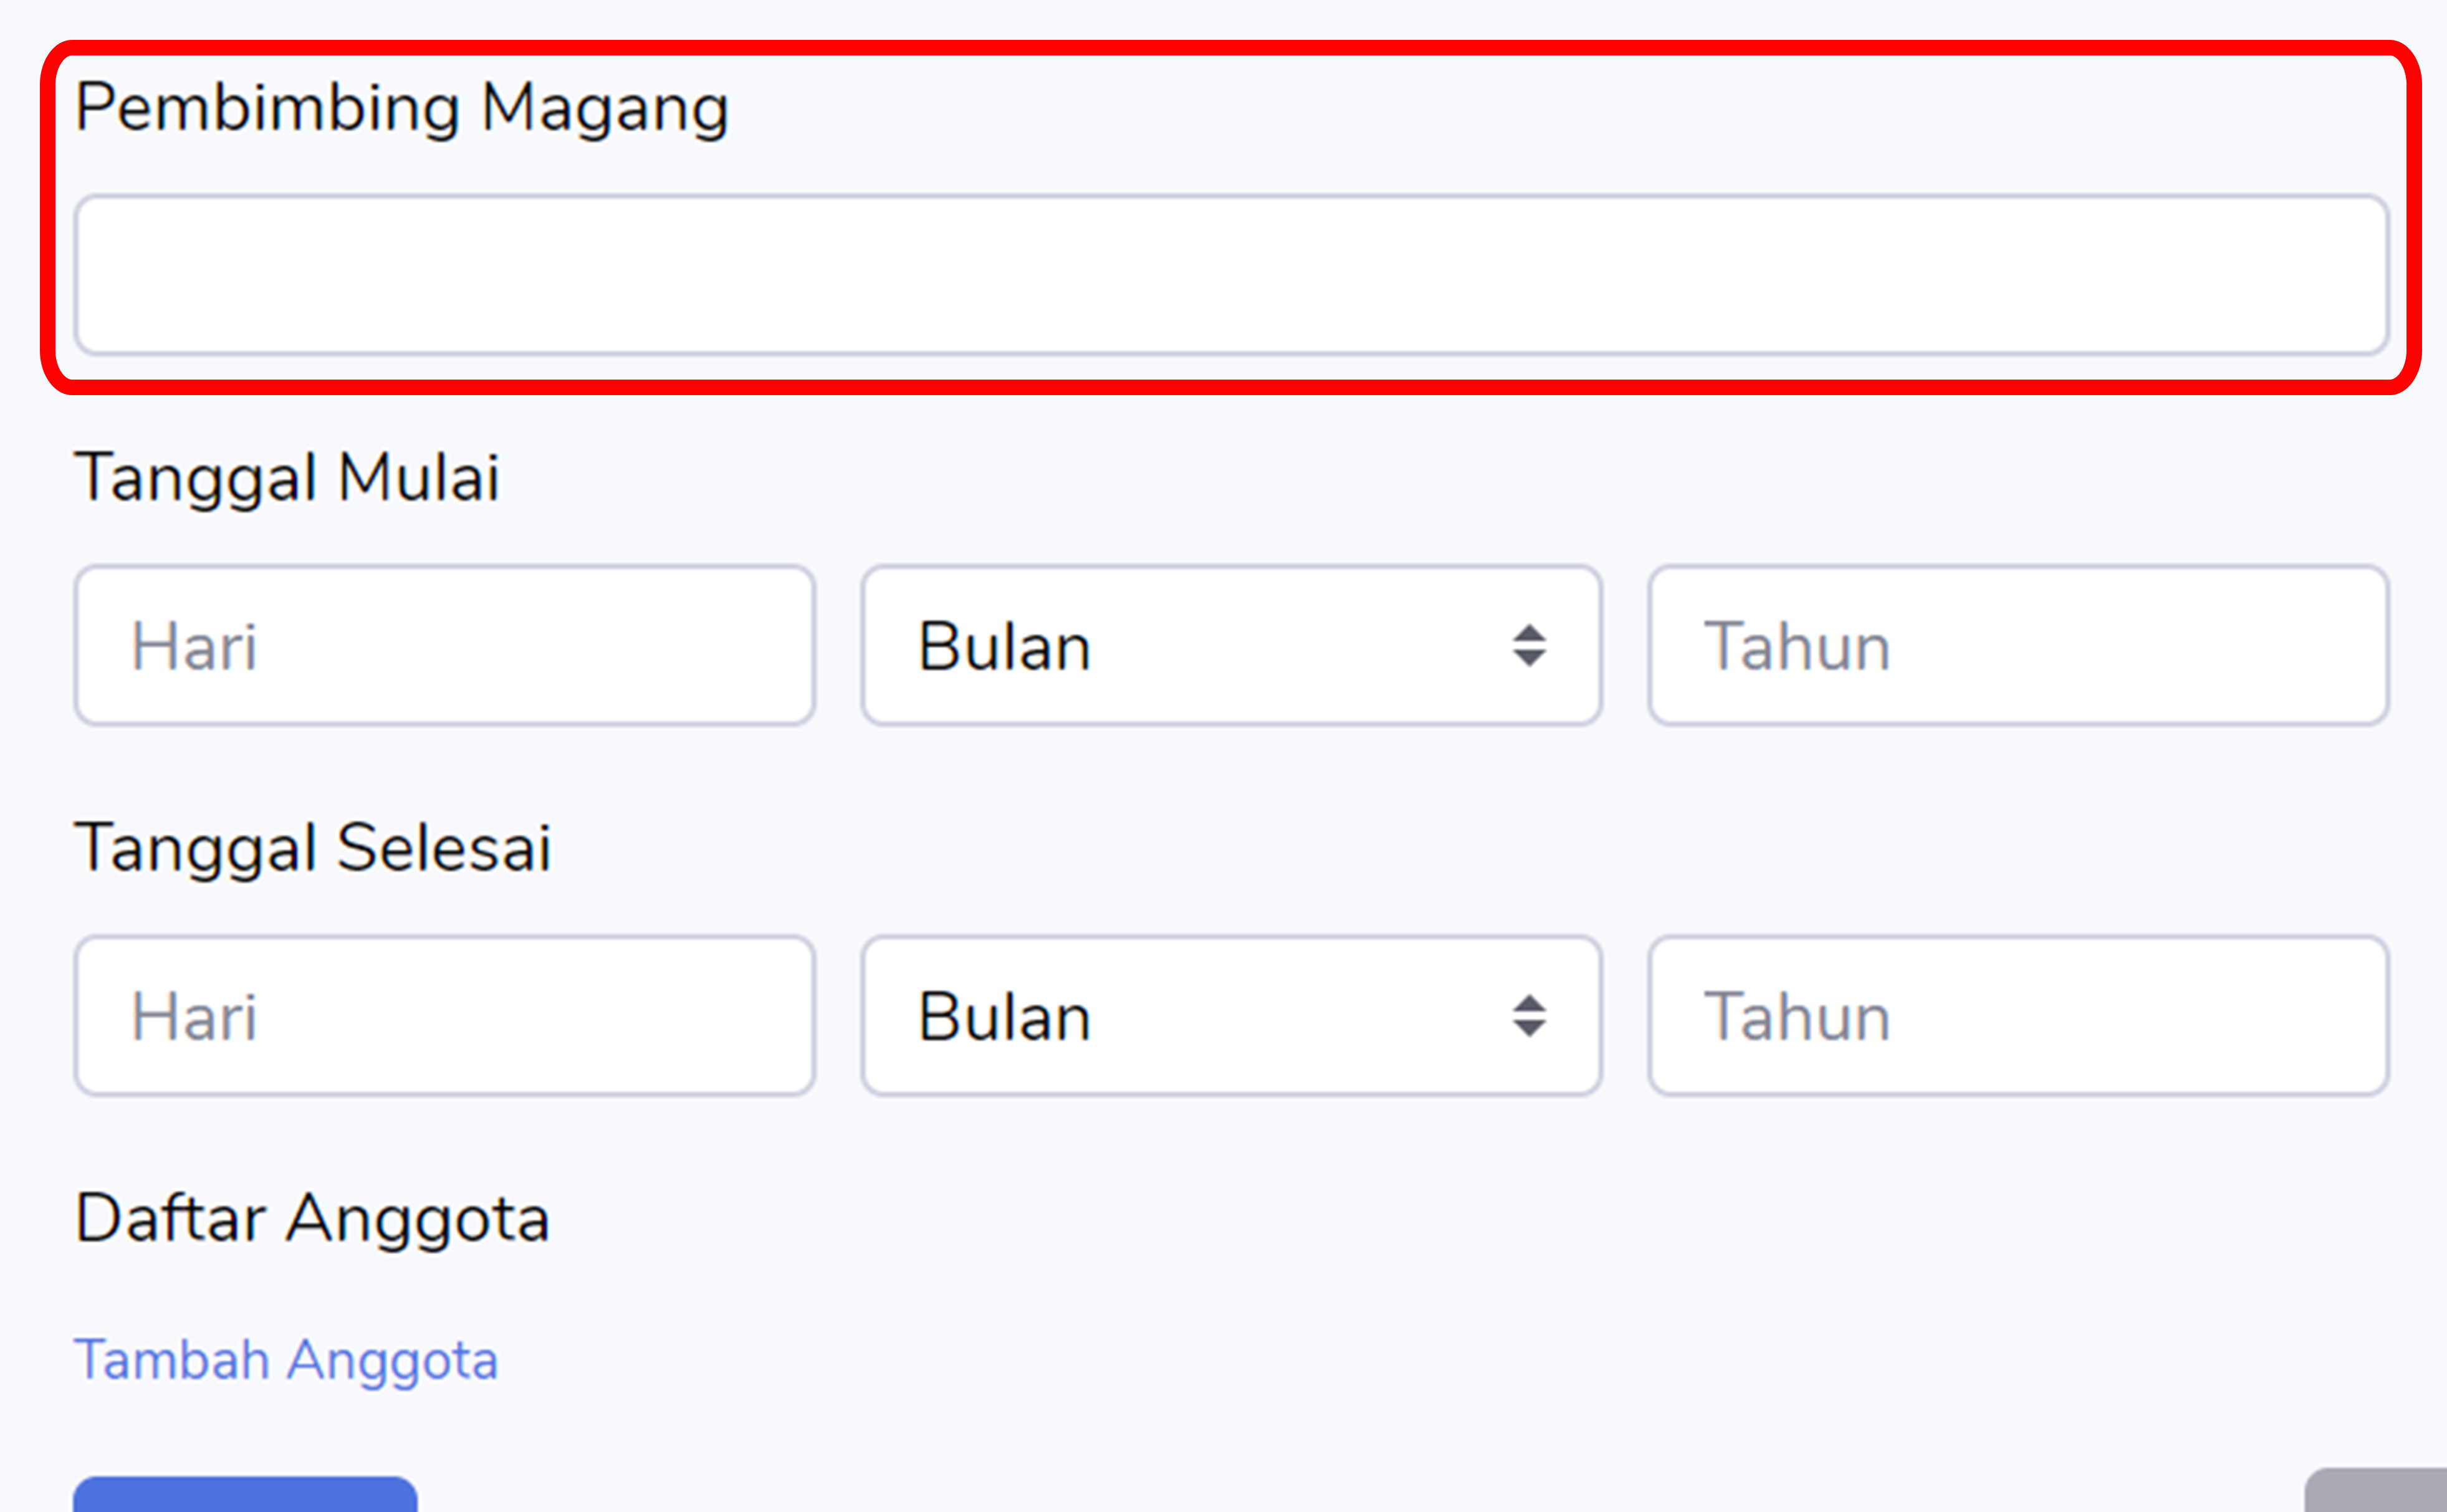 Pembimbing Magang
Tanggal Mulai
Hari Bulan Tahun
Tanggal Selesai
Hari Bulan Tahun
Daftar Anggota
Tambah Anggota